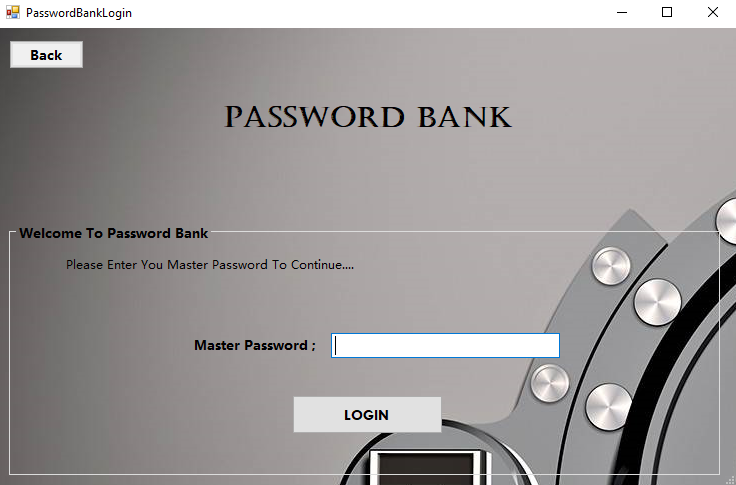 PasswordBankLogin
Back
PASSWORD BANK
Welcome To Password Bank
Please Enter You Master Password To Continue....
Master Password ;
LOGIN